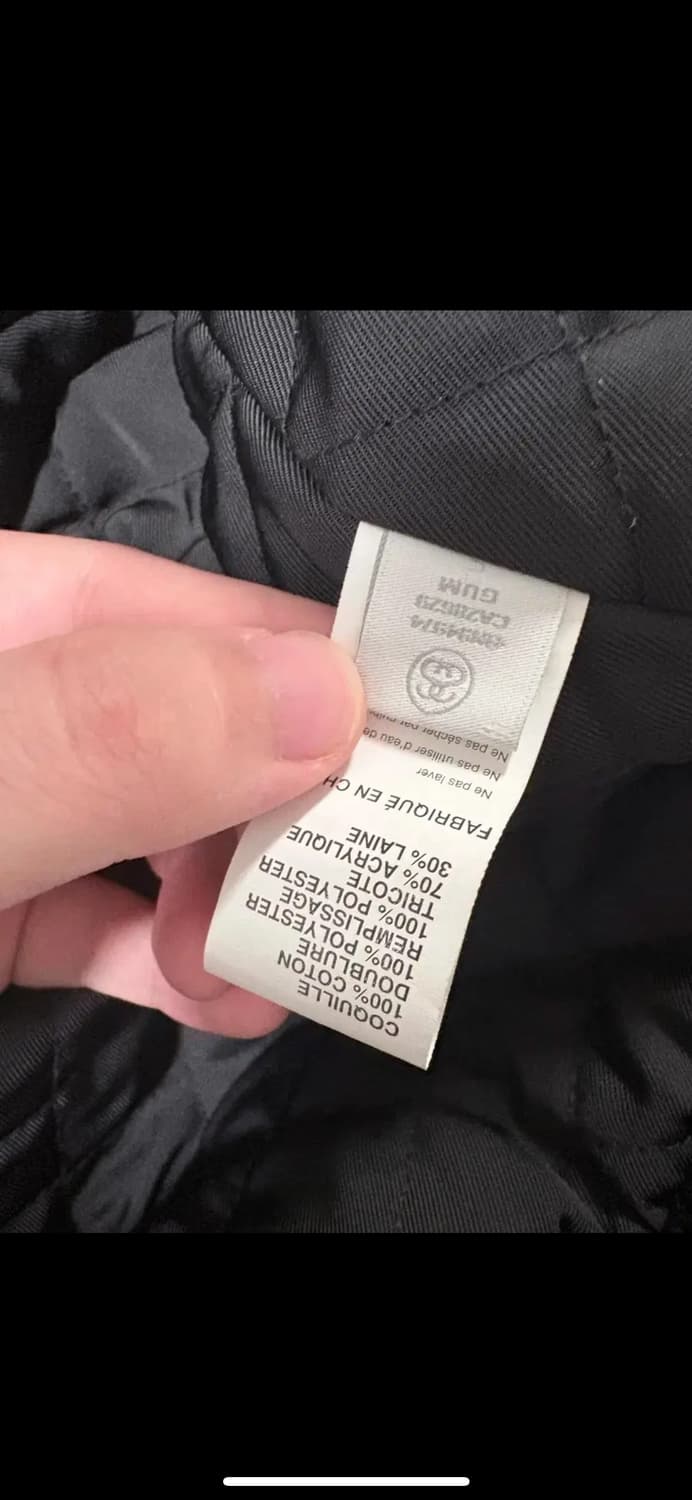 COQUILLE
100% COTON
DOUBLURE
100% POLYESTER
REMPLISSAGE
100% POLYESTER
TRICOTE
70% ACRYLIQUE
30% LAINE
FABRIQUÉ EN CH
Ne pas laver
Ne pas utiliser d'eau de
Ne pas sécher par
CA28620
GUM